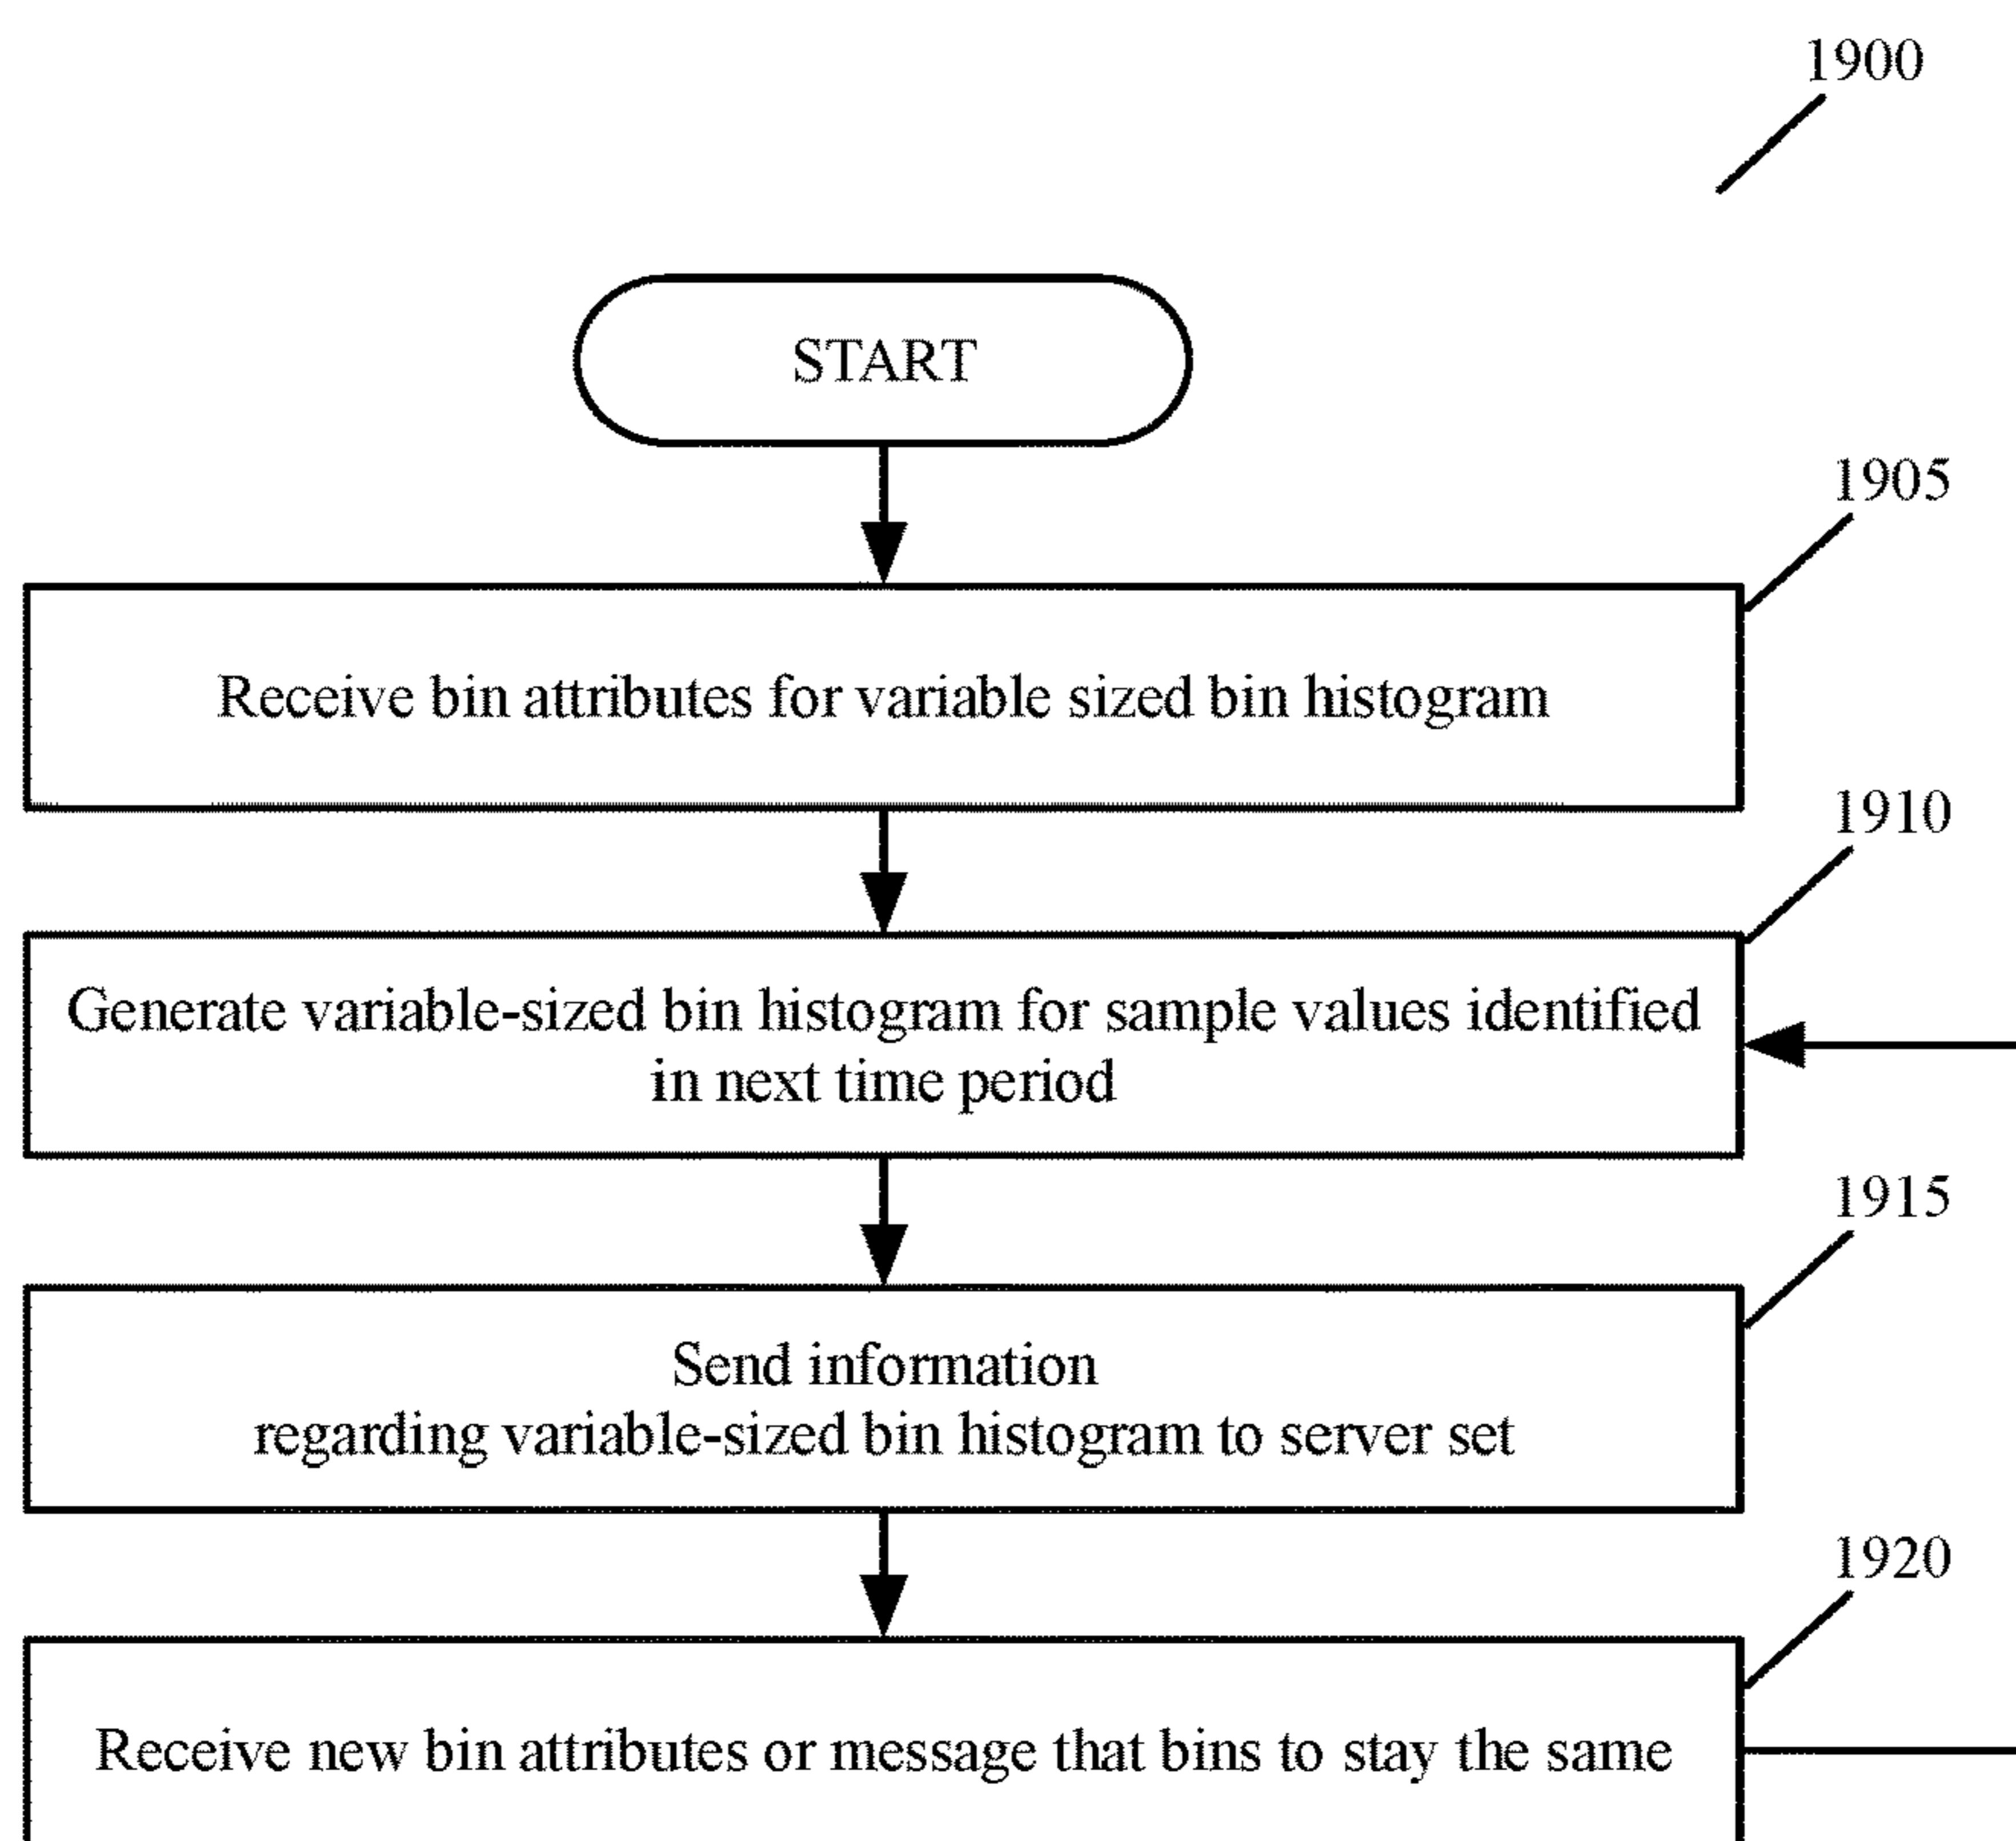 1900
START
1905
Receive bin attributes for variable sized bin histogram
1910
Generate variable-sized bin histogram for sample values identified
in next time period
1915
Send information
regarding variable-sized bin histogram to server set
1920
Receive new bin attributes or message that bins to stay the same